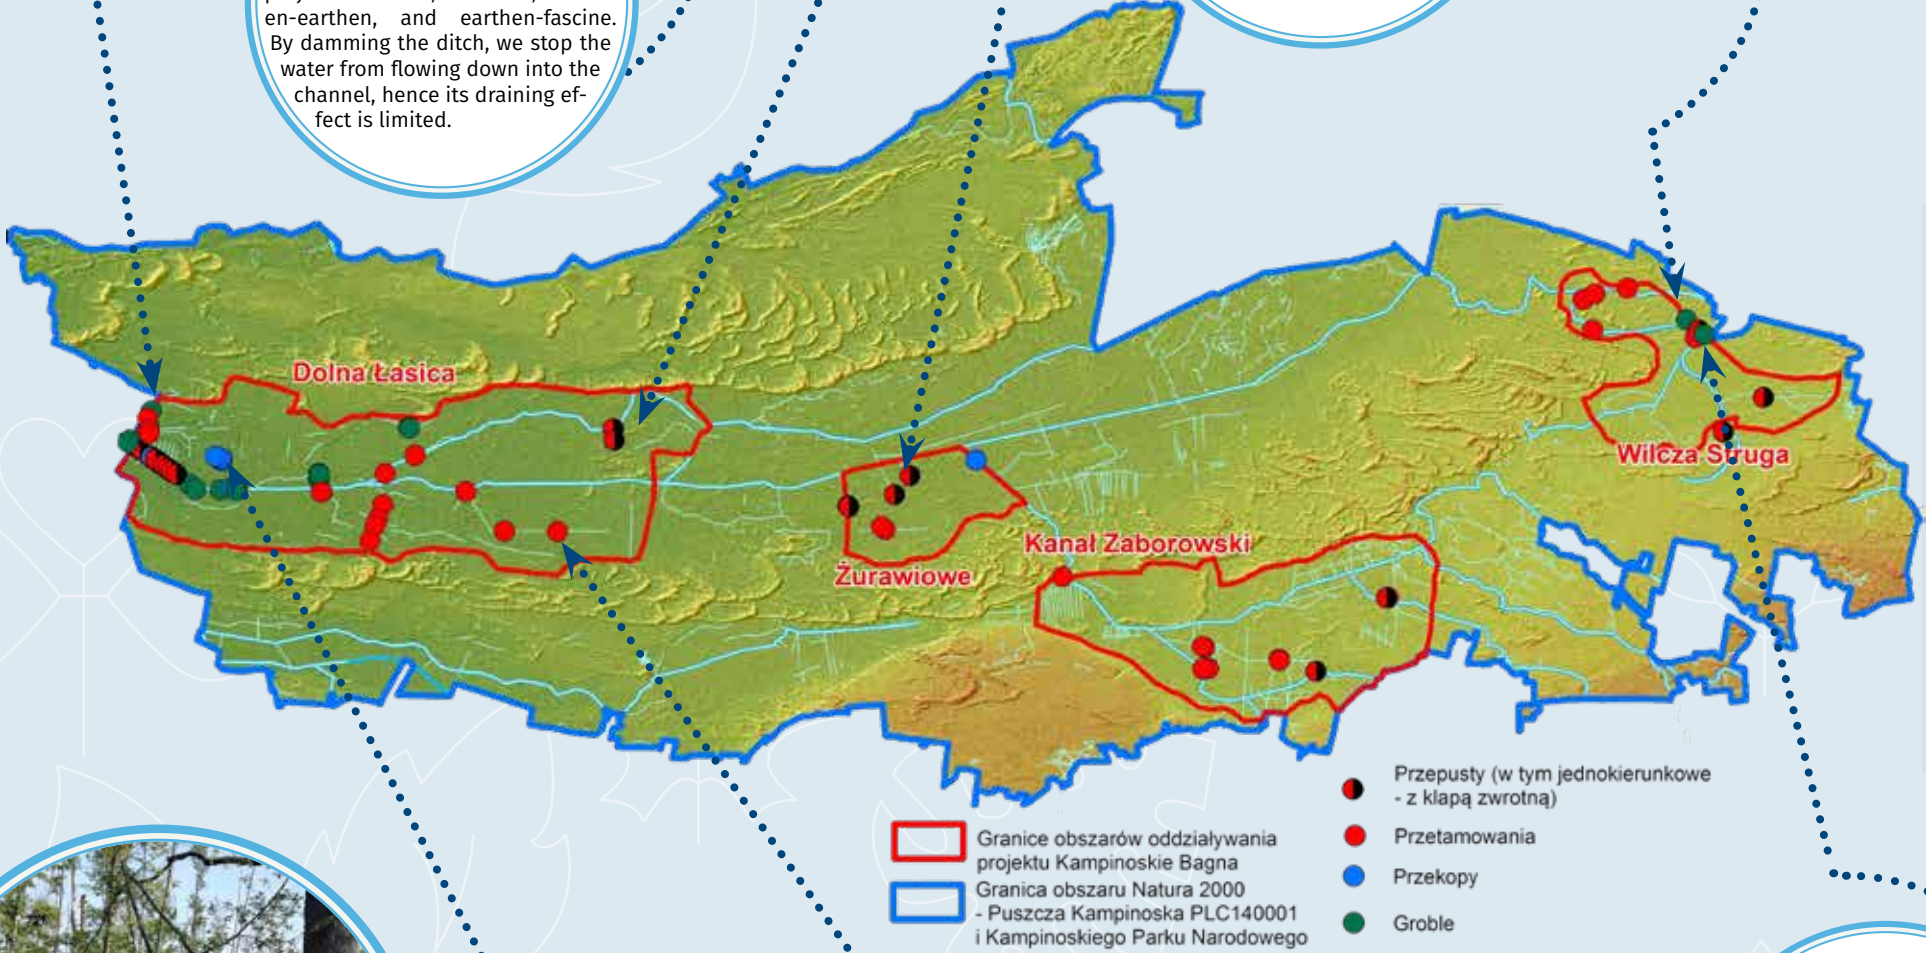 en-earthen, and earthen-fascine.
By damming the ditch, we stop the
water from flowing down into the
channel, hence its draining ef-
fect is limited.
Dolna Łasica
Wilcza Struga
Kanał Zaborowski
Żurawiowe
Granice obszarów oddziaływania
projektu Kampinoskie Bagna
Granica obszaru Natura 2000
- Puszcza Kampinoska PLC140001
i Kampinoskiego Parku Narodowego
Przepusty (w tym jednokierunkowe
- z klapą zwrotną)
Przetamowania
Przekopy
Groble